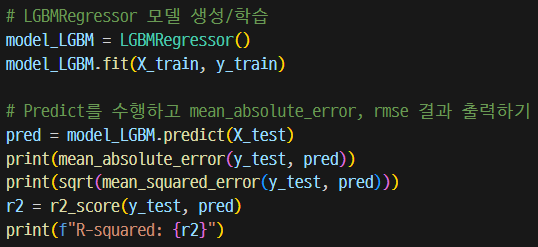 # LGBMRegressor 모델 생성/학습
model_LGBM = LGBMRegressor()
model_LGBM.fit(X_train, y_train)

# Predict를 수행하고 mean_absolute_error, rmse 결과 출력하기
pred = model_LGBM.predict(X_test)
print(mean_absolute_error(y_test, pred))
print(sqrt(mean_squared_error(y_test, pred)))
r2 = r2_score(y_test, pred)
print(f"R-squared: {r2}")